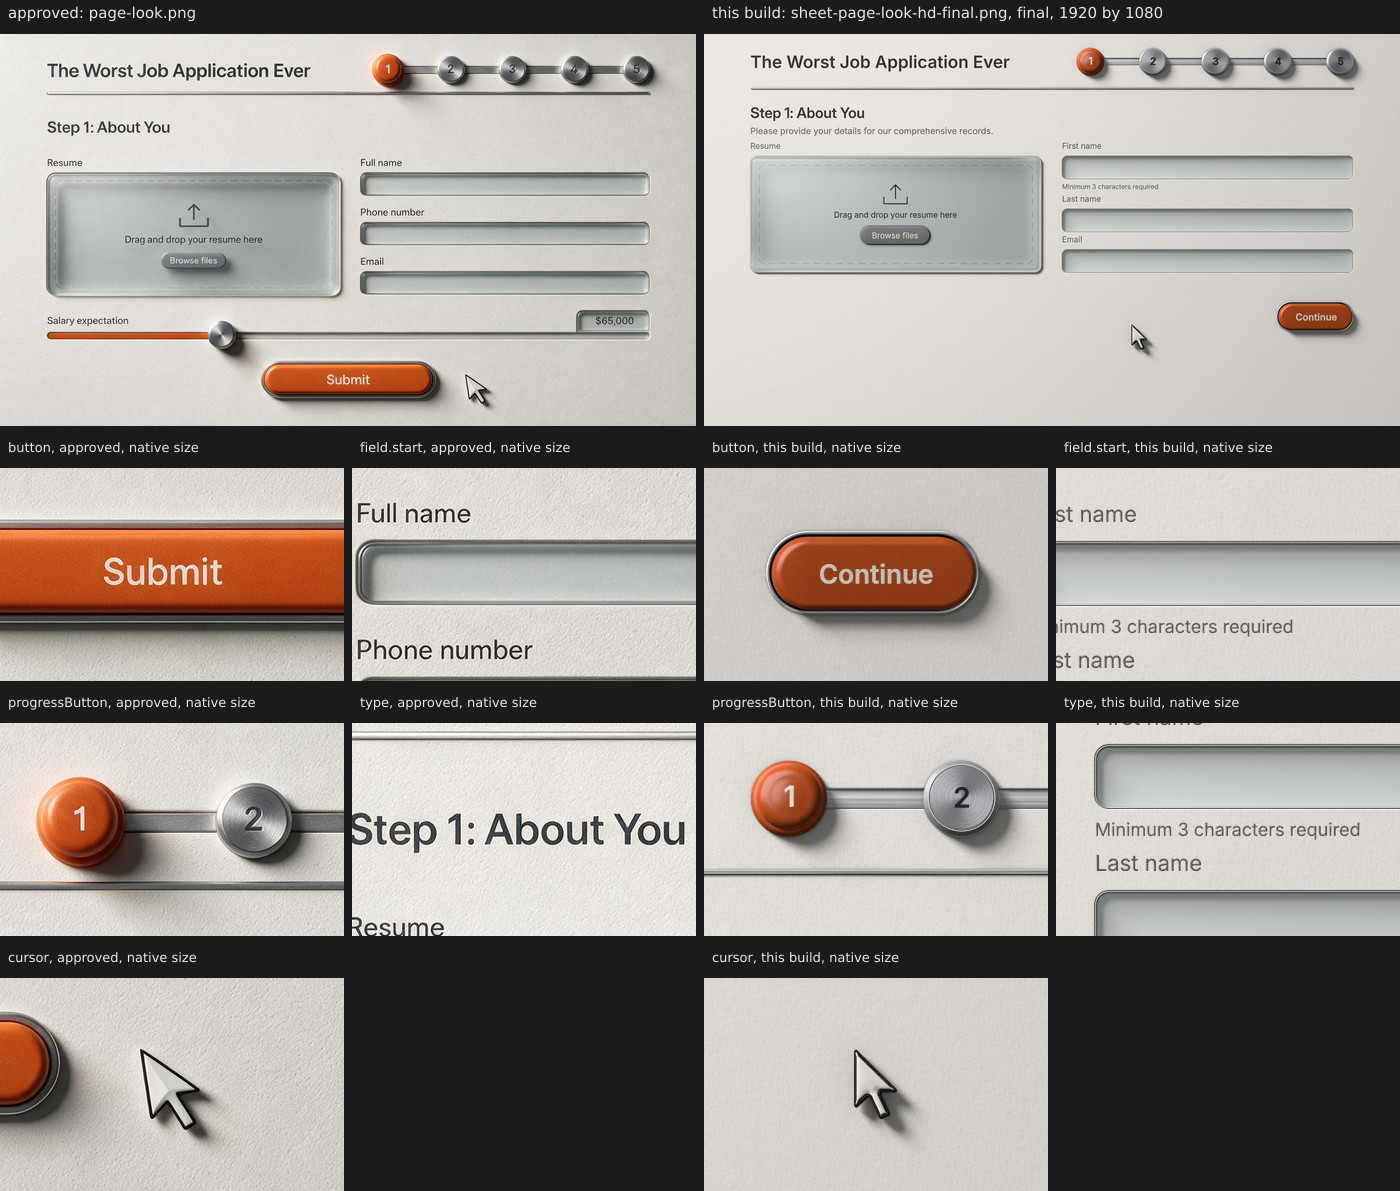 approved: page-look.png
this build: sheet-page-look-hd-final.png, final, 1920 by 1080
The Worst Job Application Ever
1 2 3 4 5
Step 1: About You
Resume
Full name
Drag and drop your resume here
Browse files
Phone number
Email
Salary expectation
$65,000
Submit
The Worst Job Application Ever
1 2 3 4 5
Step 1: About You
Please provide your details for our comprehensive records.
Resume
First name
Drag and drop your resume here
Browse files
Minimum 3 characters required
Last name
Email
Continue
button, approved, native size
field.start, approved, native size
button, this build, native size
field.start, this build, native size
Submit
Full name
Phone number
Continue
st name
nimum 3 characters required
st name
progressButton, approved, native size
type, approved, native size
progressButton, this build, native size
type, this build, native size
1 2
Step 1: About You
Resume
1 2
First name
Minimum 3 characters required
Last name
cursor, approved, native size
cursor, this build, native size